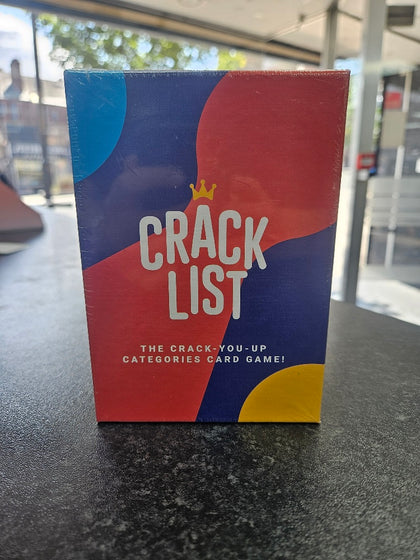 CRACK
LIST
THE CRACK-YOU-UP
CATEGORIES CARD GAME!